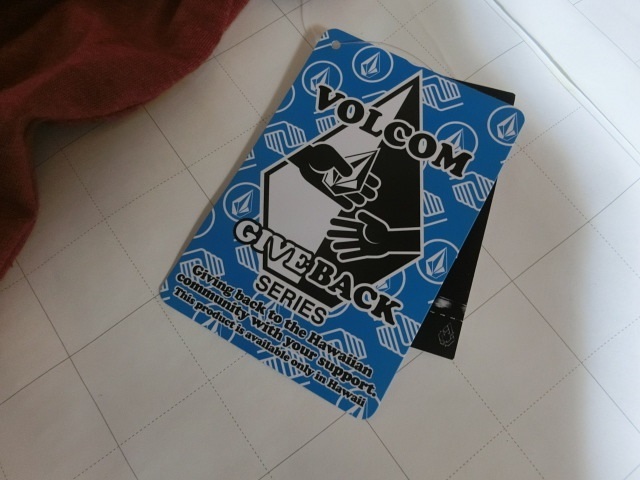 VOLCOM
GIVE BACK
SERIES
Giving back to the Hawaiian
community with your support.
This product is available only in Hawaii